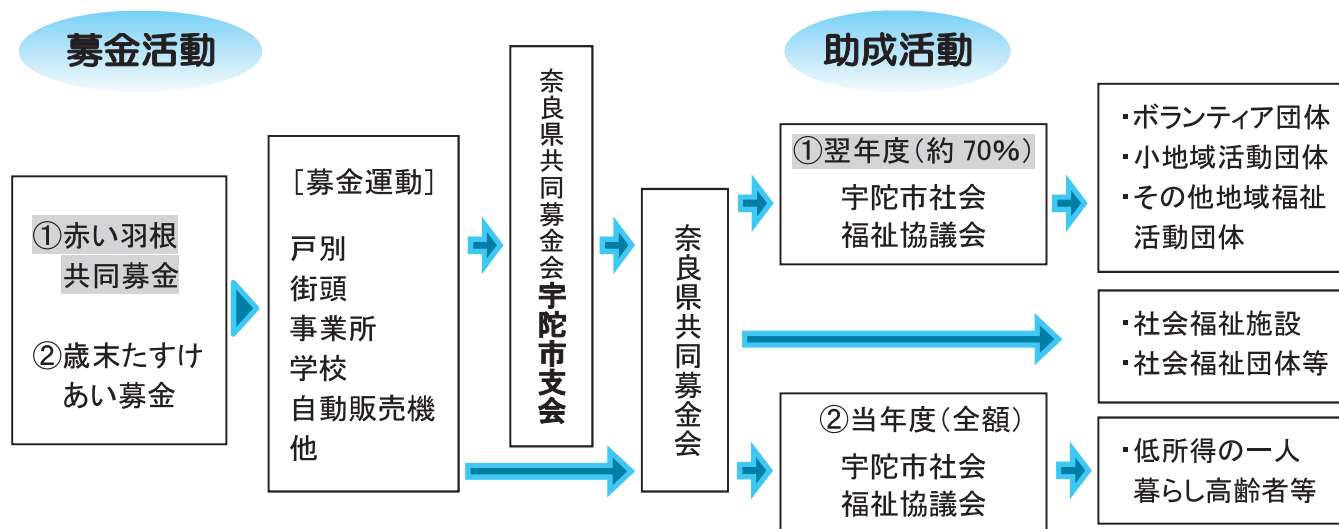 募金活動
助成活動
①赤い羽根
共同募金
②歳末たすけ
あい募金
［募金運動］
戸別
街頭
事業所
学校
自動販売機
他
奈良県共同募金会宇陀市支会
奈良県共同募金会
①翌年度（約70%）
宇陀市社会
福祉協議会
・ボランティア団体
・小地域活動団体
・その他地域福祉
活動団体
・社会福祉施設
・社会福祉団体等
②当年度（全額）
宇陀市社会
福祉協議会
・低所得の一人
暮らし高齢者等